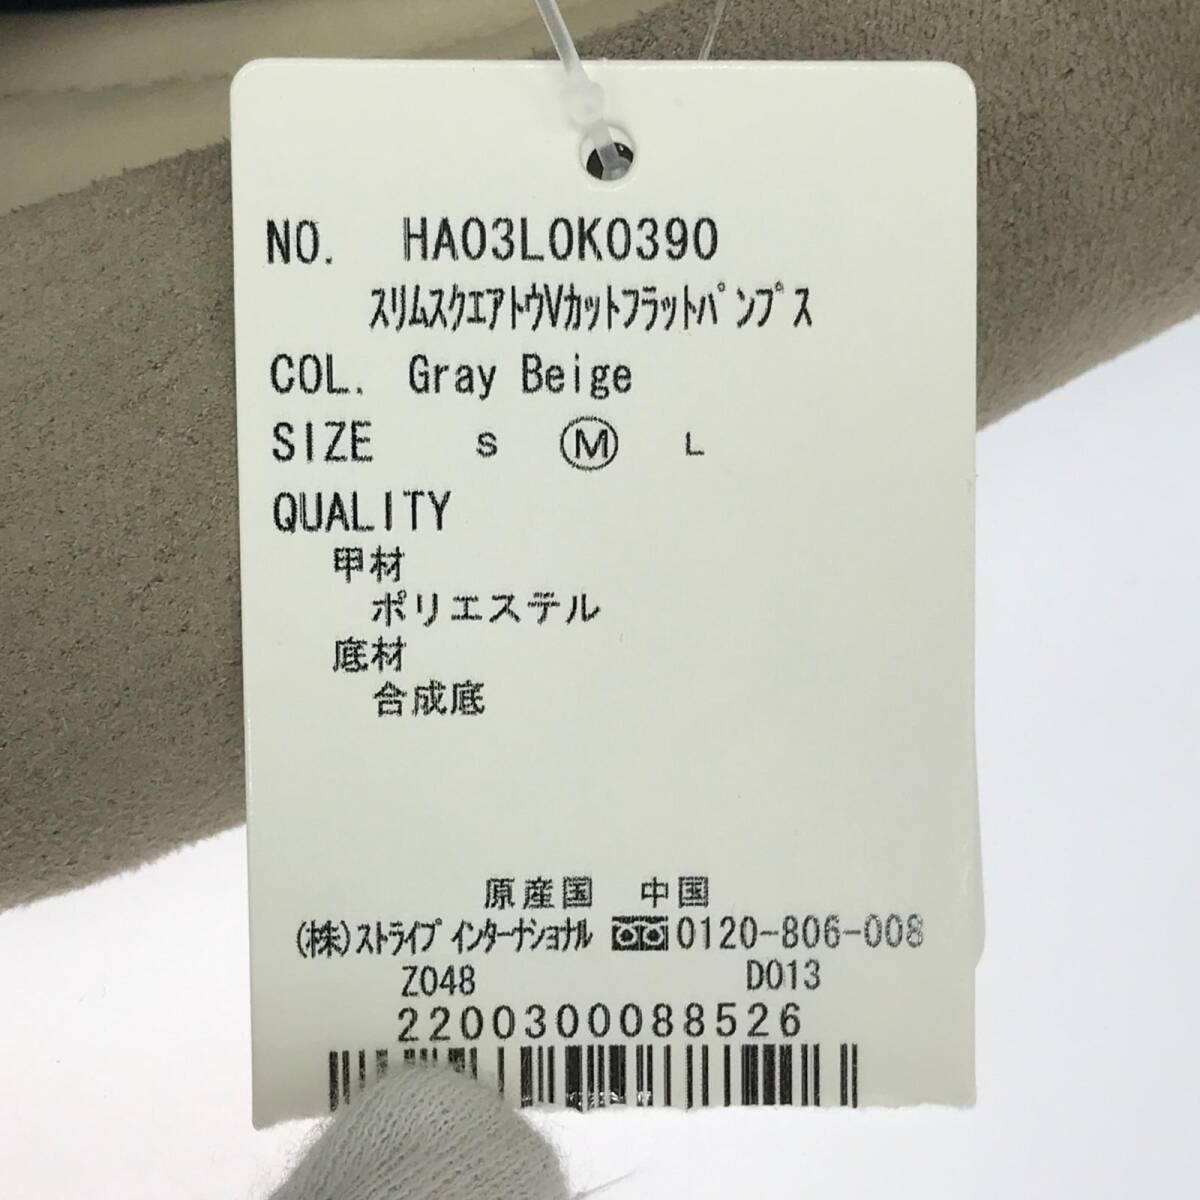 NO. HA03L0K0390
ｽﾘﾑｽｸｴｱﾄｳVｶｯﾄﾌﾗｯﾄﾊﾟﾝﾌﾟｽ
COL. Gray Beige
SIZE S Ⓜ L
QUALITY
甲材
ポリエステル
底材
合成底
原産国 中国
(株)ｽﾄﾗｲﾌﾟｲﾝﾀｰﾅｼｮﾅﾙ 0120-806-008
Z048 D013
2200300088526